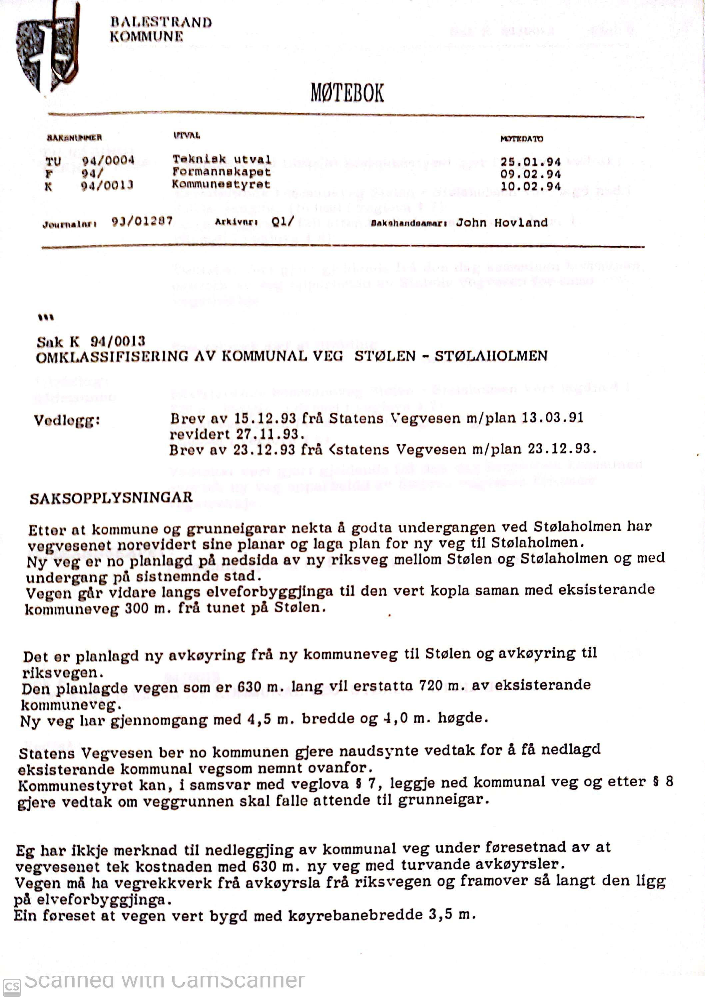 BALESTRAND
KOMMUNE
MØTEBOK
SAKSNUMMER UTVAL MØTEDATO
TU 94/0004 Teknisk utval 25.01.94
F 94/ Formannskapet 09.02.94
K 94/0013 Kommunestyret 10.02.94
Journalnr: 93/01287 Arkivnr: Q1/ Sakshandsamar: John Hovland
Sak K 94/0013
OMKLASSIFISERING AV KOMMUNAL VEG STØLEN - STØLAHOLMEN
Vedlegg: Brev av 15.12.93 frå Statens Vegvesen m/plan 13.03.91
revidert 27.11.93.
Brev av 23.12.93 frå <statens Vegvesen m/plan 23.12.93.
SAKSOPPLYSNINGAR
Etter at kommune og grunneigarar nekta å godta undergangen ved Stølaholmen har
vegvesenet norevidert sine planar og laga plan for ny veg til Stølaholmen.
Ny veg er no planlagd på nedsida av ny riksveg mellom Stølen og Stølaholmen og med
undergang på sistnemnde stad.
Vegen går vidare langs elveforbyggjinga til den vert kopla saman med eksisterande
kommuneveg 300 m. frå tunet på Stølen.
Det er planlagd ny avkøyring frå ny kommuneveg til Stølen og avkøyring til
riksvegen.
Den planlagde vegen som er 630 m. lang vil erstatta 720 m. av eksisterande
kommuneveg.
Ny veg har gjennomgang med 4,5 m. bredde og 4,0 m. høgde.
Statens Vegvesen ber no kommunen gjere naudsynte vedtak for å få nedlagd
eksisterande kommunal vegsom nemnt ovanfor.
Kommunestyret kan, i samsvar med veglova § 7, leggje ned kommunal veg og etter § 8
gjere vedtak om veggrunnen skal falle attende til grunneigar.
Eg har ikkje merknad til nedleggjing av kommunal veg under føresetnad av at
vegvesenet tek kostnaden med 630 m. ny veg med turvande avkøyrsler.
Vegen må ha vegrekkverk frå avkøyrsla frå riksvegen og framover så langt den ligg
på elveforbyggjinga.
Ein føreset at vegen vert bygd med køyrebanebredde 3,5 m.
CS Scanned with CamScanner